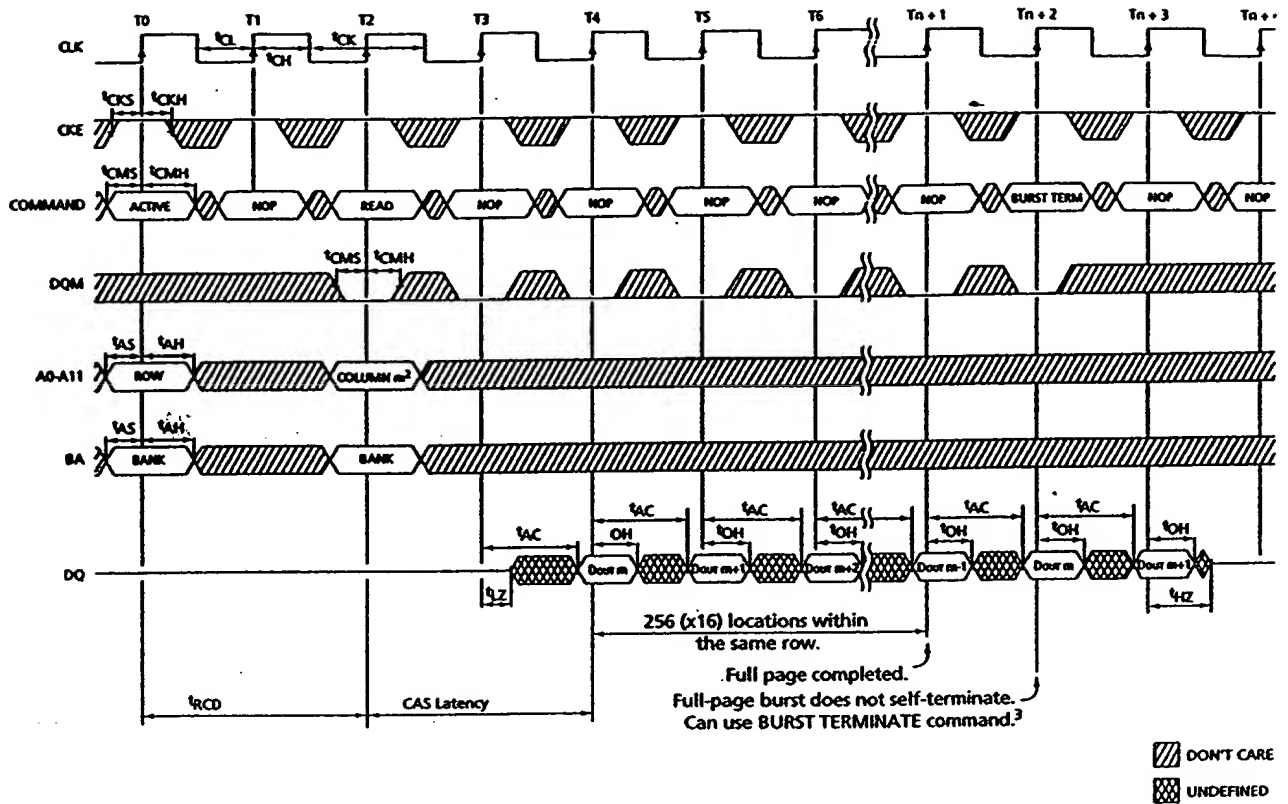 T0 T1 T2 T3 T4 T5 T6 Tn + 1 Tn + 2 Tn + 3
CLK tCL tCH tCK
CKE tCKS tCKH
tCMS tCMH
COMMAND ACTIVE NOP READ NOP NOP NOP NOP NOP BURST TERM NOP NOP
tCMS tCMH
DQM
tAS tAH
A0-A11 ROW COLUMN m2
tAS tAH
BA BANK BANK
tAC tAC tAC tAC tAC tAC
OH tOH tOH tOH tOH tOH
DQ DOUT m DOUT m+1 DOUT m+2 DOUT m-1 DOUT m DOUT m+1
tLZ tHZ
256 (x16) locations within
the same row.
Full page completed.
Full-page burst does not self-terminate.
Can use BURST TERMINATE command.3
tRCD CAS Latency
DON'T CARE
UNDEFINED